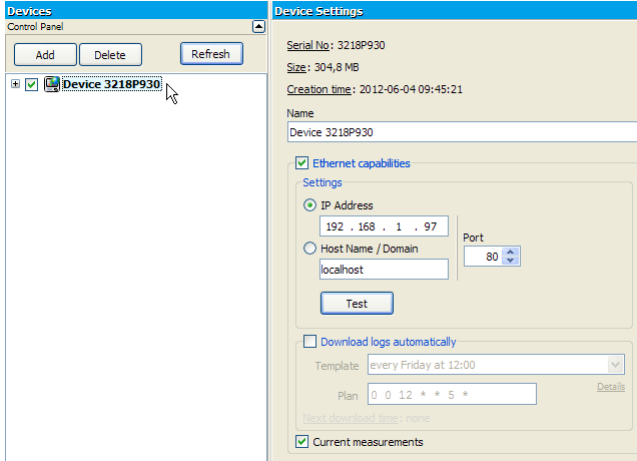 Devices
Control Panel
Add Delete Refresh
Device 3218P930
Device Settings
Serial No: 3218P930
Size: 304,8 MB
Creation time: 2012-06-04 09:45:21
Name
Device 3218P930
Ethernet capabilities
Settings
IP Address
192 . 168 . 1 . 97
Host Name / Domain
localhost
Port
80
Test
Download logs automatically
Template every Friday at 12:00
Plan 0 0 12 * * 5 *
Details
Next download time: none
Current measurements